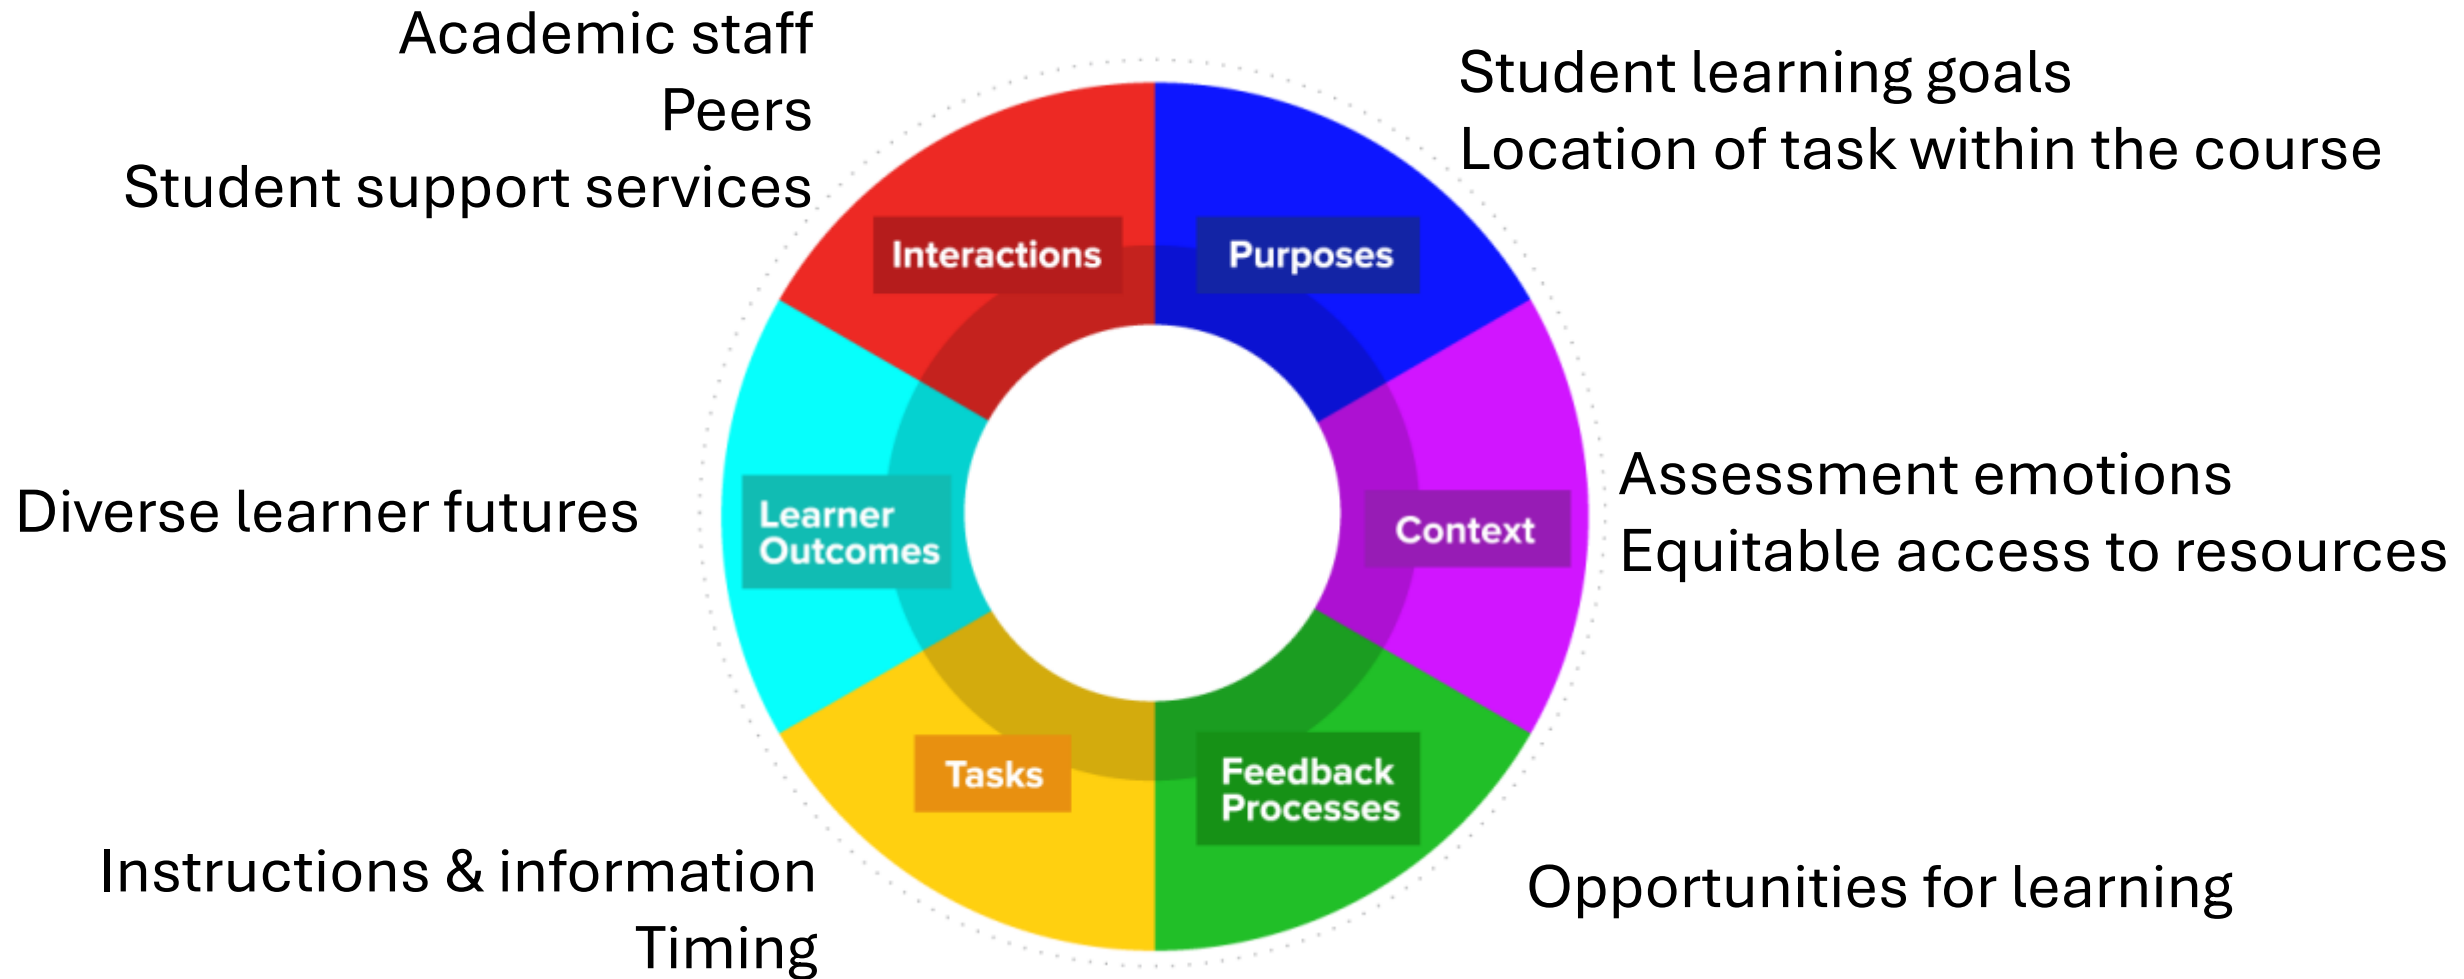 Academic staff
Peers
Student support services
Student learning goals
Location of task within the course
Interactions
Purposes
Diverse learner futures
Learner
Outcomes
Context
Assessment emotions
Equitable access to resources
Tasks
Feedback
Processes
Instructions & information
Timing
Opportunities for learning